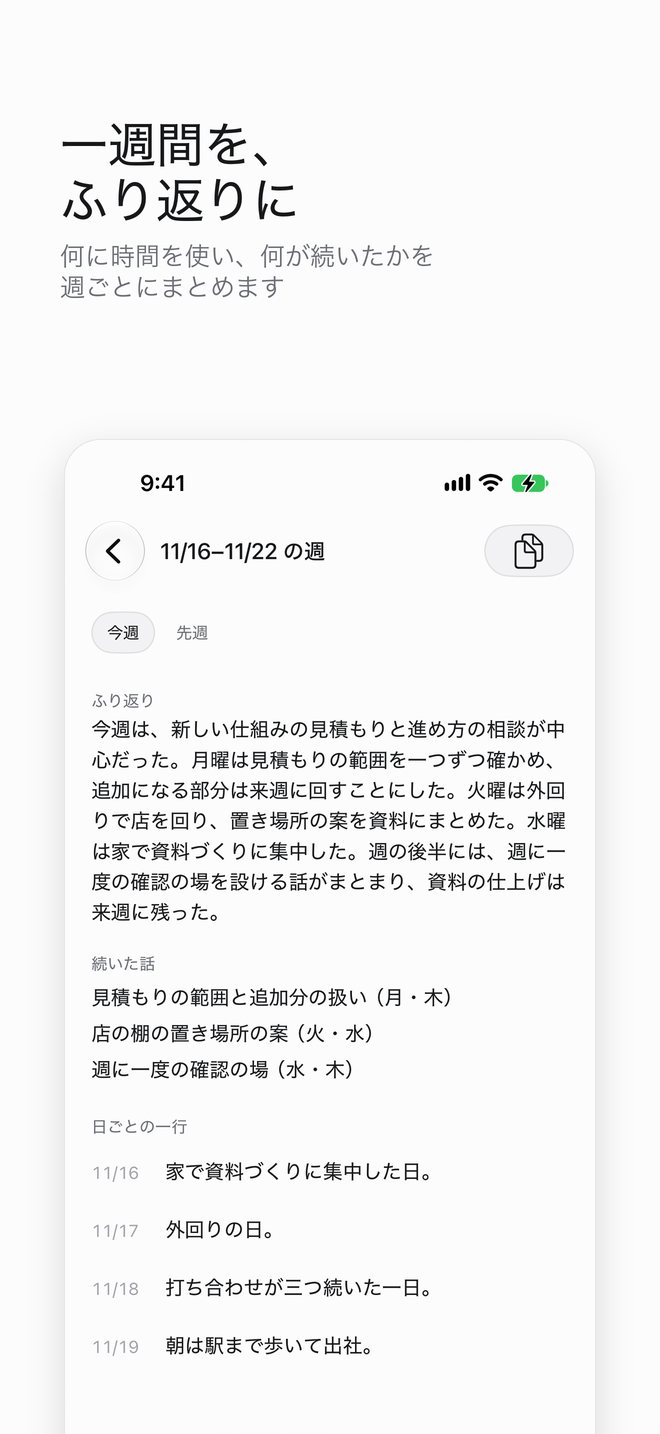 一週間を、
ふり返りに
何に時間を使い、何が続いたかを
週ごとにまとめます
9:41
11/16–11/22 の週
今週 先週
ふり返り
今週は、新しい仕組みの見積もりと進め方の相談が中
心だった。月曜は見積もりの範囲を一つずつ確かめ、
追加になる部分は来週に回すことにした。火曜は外回
りで店を回り、置き場所の案を資料にまとめた。水曜
は家で資料づくりに集中した。週の後半には、週に一
度の確認の場を設ける話がまとまり、資料の仕上げは
来週に残った。
続いた話
見積もりの範囲と追加分の扱い（月・木）
店の棚の置き場所の案（火・水）
週に一度の確認の場（水・木）
日ごとの一行
11/16 家で資料づくりに集中した日。
11/17 外回りの日。
11/18 打ち合わせが三つ続いた一日。
11/19 朝は駅まで歩いて出社。